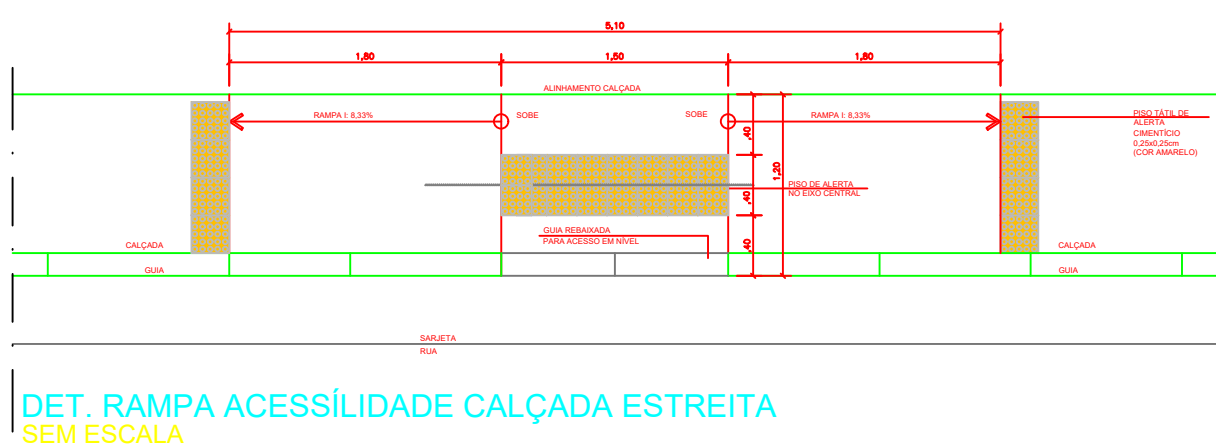 5,10
1,80
1,50
1,80
ALINHAMENTO CALÇADA
RAMPA I: 8,33%
SOBE
SOBE
RAMPA I: 8,33%
PISO TÁTIL DE
ALERTA
CIMENTÍCIO
0,25x0,25cm
(COR AMARELO)
,40
1,20
,40
,40
PISO DE ALERTA
NO EIXO CENTRAL
GUIA REBAIXADA
PARA ACESSO EM NÍVEL
CALÇADA
CALÇADA
GUIA
GUIA
SARJETA
RUA
DET. RAMPA ACESSÍLIDADE CALÇADA ESTREITA
SEM ESCALA